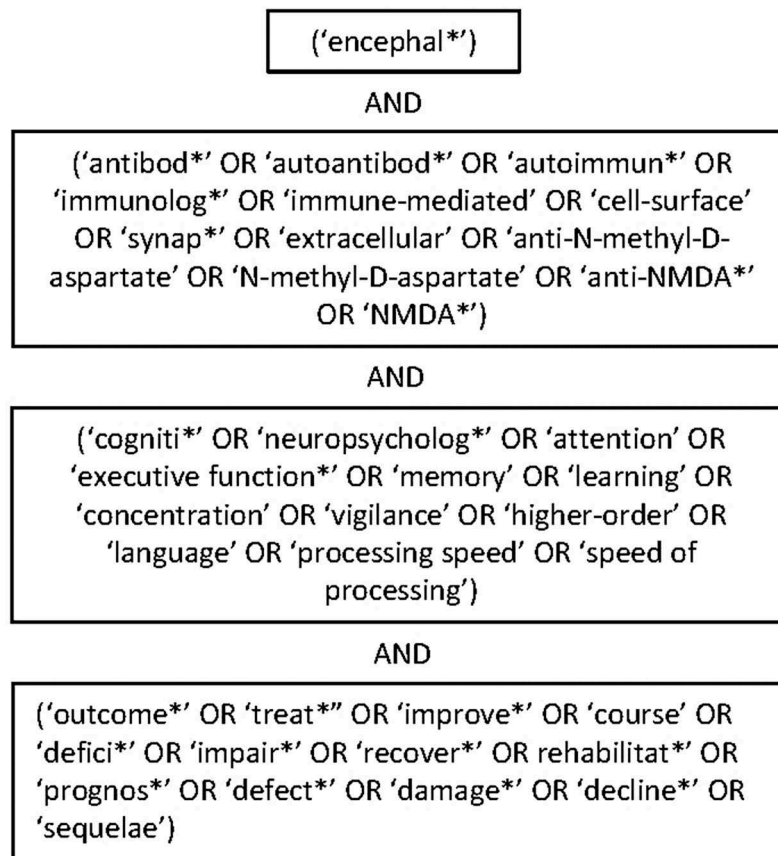 (‘encephal*’)
AND
(‘antibod*’ OR ‘autoantibod*’ OR ‘autoimmun*’ OR
‘immunolog*’ OR ‘immune-mediated’ OR ‘cell-surface’
OR ‘synap*’ OR ‘extracellular’ OR ‘anti-N-methyl-D-
aspartate’ OR ‘N-methyl-D-aspartate’ OR ‘anti-NMDA*’
OR ‘NMDA*’)
AND
(‘cogniti*’ OR ‘neuropsycholog*’ OR ‘attention’ OR
‘executive function*’ OR ‘memory’ OR ‘learning’ OR
‘concentration’ OR ‘vigilance’ OR ‘higher-order’ OR
‘language’ OR ‘processing speed’ OR ‘speed of
processing’)
AND
(‘outcome*’ OR ‘treat*” OR ‘improve*’ OR ‘course’ OR
‘defici*’ OR ‘impair*’ OR ‘recover*’ OR rehabilitat*’ OR
‘prognos*’ OR ‘defect*’ OR ‘damage*’ OR ‘decline*’ OR
‘sequelae’)